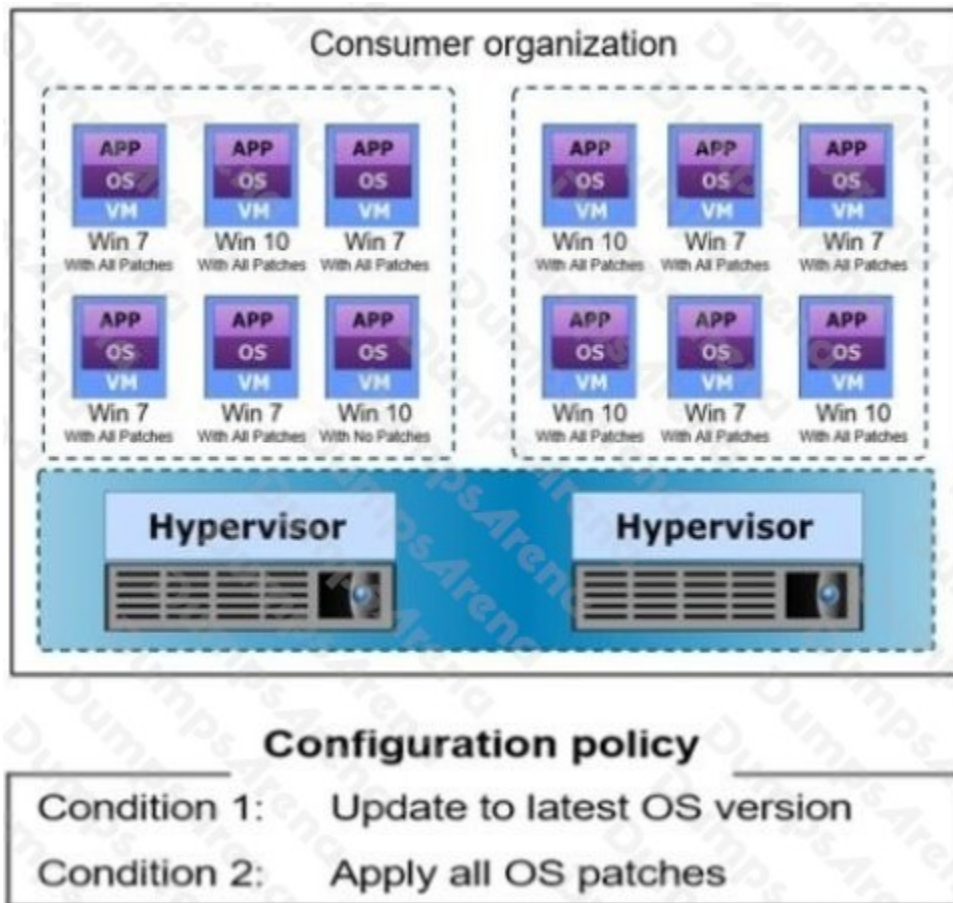 Consumer organization
APP APP APP APP APP APP
OS OS OS OS OS OS
VM VM VM VM VM VM
Win 7 Win 10 Win 7 Win 10 Win 7 Win 7
With All Patches With All Patches With All Patches With All Patches With All Patches With All Patches
APP APP APP APP APP APP
OS OS OS OS OS OS
VM VM VM VM VM VM
Win 7 Win 7 Win 10 Win 10 Win 7 Win 10
With All Patches With All Patches With No Patches With All Patches With All Patches With All Patches
Hypervisor Hypervisor
Configuration policy
Condition 1: Update to latest OS version
Condition 2: Apply all OS patches
DumpsArena